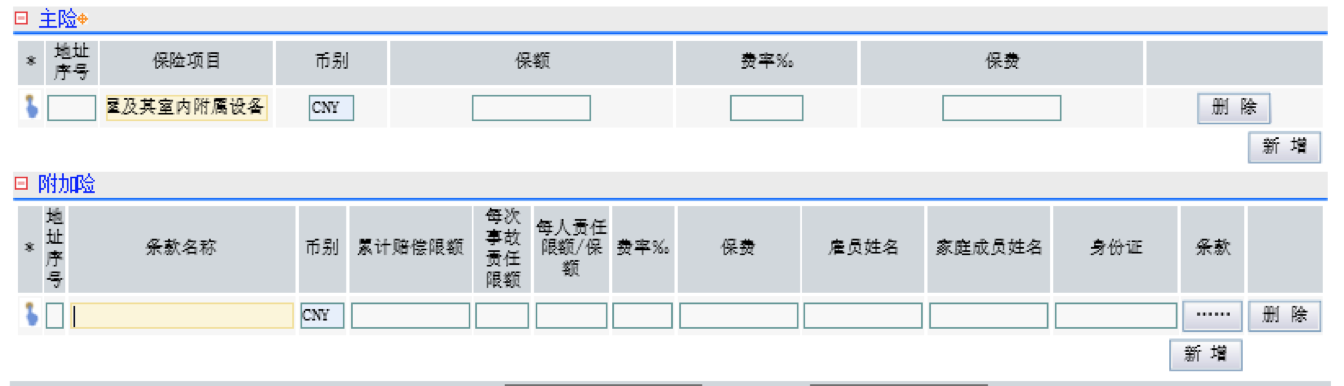 主险
* 地址序号 保险项目 币别 保额 费率‰ 保费
室及其室内附属设备 CNY 删 除
新 增
附加险
* 地址序号 条款名称 币别 累计赔偿限额 每次事故责任限额 每人责任限额/保额 费率‰ 保费 雇员姓名 家庭成员姓名 身份证 条款
CNY ...... 删 除
新 增